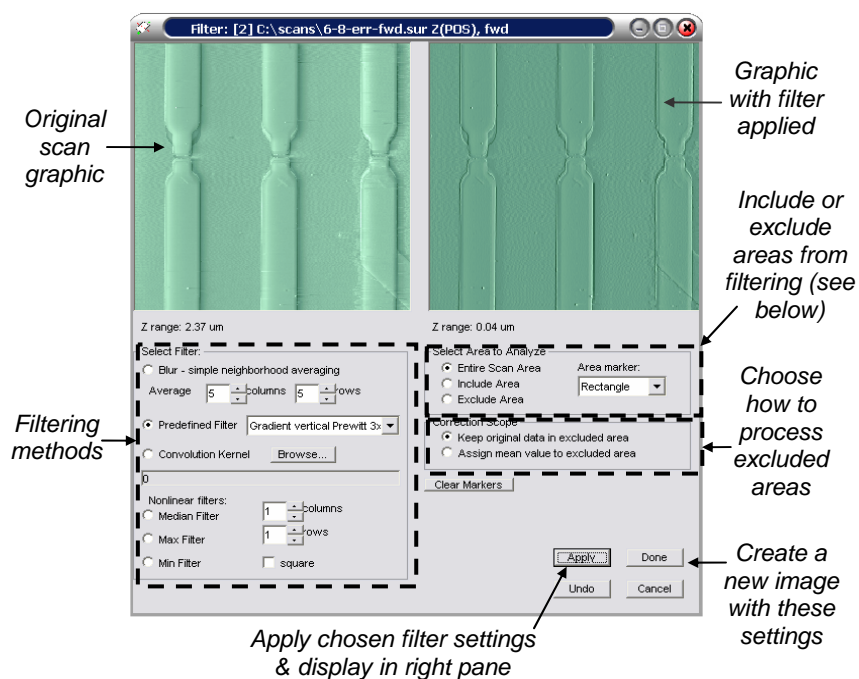 Filter: [2] C:\scans\6-8-err-fwd.sur Z(POS), fwd
Original
scan
graphic
Graphic
with filter
applied
Include or
exclude
areas from
filtering (see
below)
Z range: 2.37 um
Z range: 0.04 um
Select Filter:
Blur - simple neighborhood averaging
Average 5 columns 5 rows
Predefined Filter Gradient vertical Prewitt 3x
Convolution Kernel Browse...
0
Nonlinear filters:
Median Filter 1 columns
Max Filter 1 rows
Min Filter square
Filtering
methods
Select Area to Analyze
Entire Scan Area Area marker:
Include Area Rectangle
Exclude Area
Correction Scope
Keep original data in excluded area
Assign mean value to excluded area
Clear Markers
Choose
how to
process
excluded
areas
Apply Done
Undo Cancel
Create a
new image
with these
settings
Apply chosen filter settings
& display in right pane